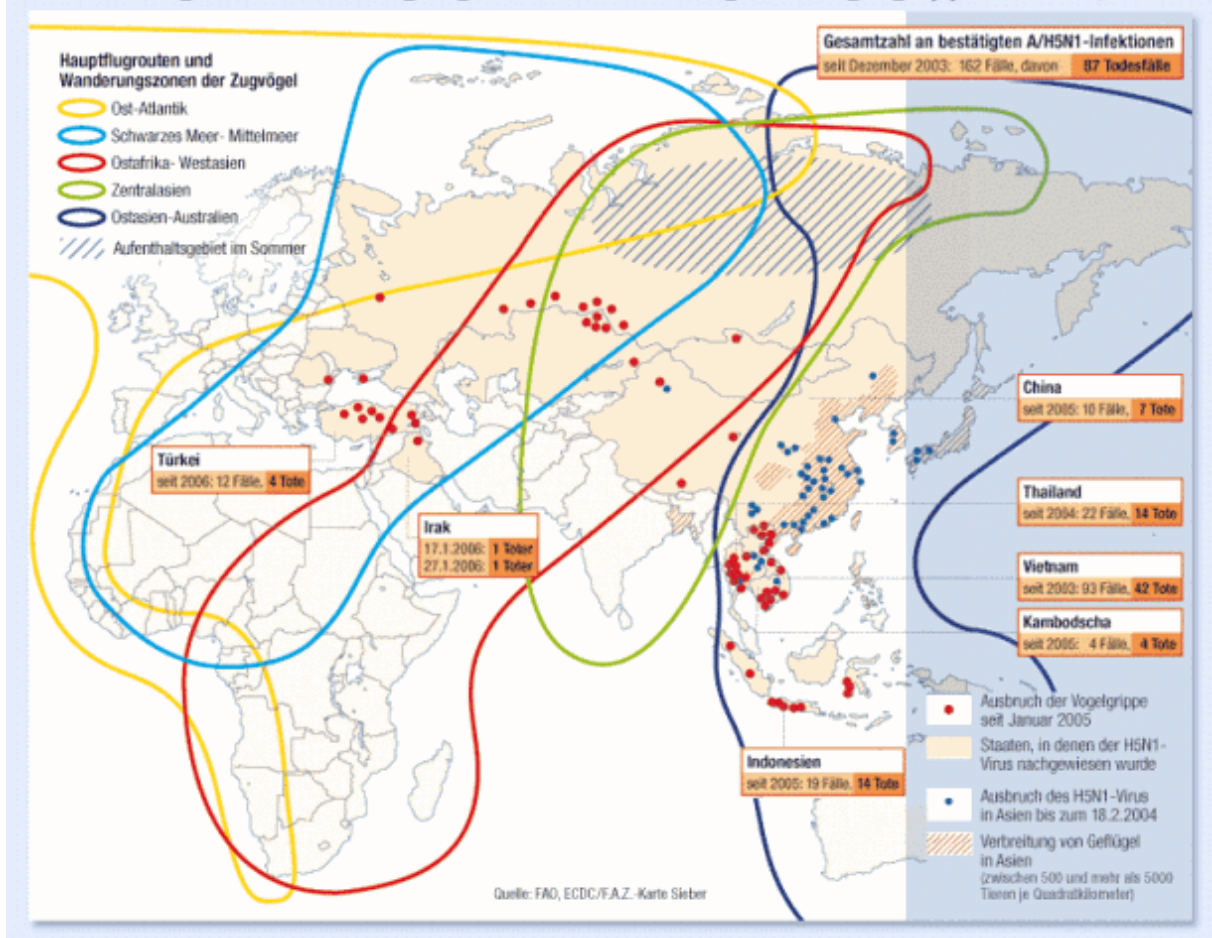 Hauptflugrouten und
Wanderungszonen der Zugvögel
Ost-Atlantik
Schwarzes Meer- Mittelmeer
Ostafrika- Westasien
Zentralasien
Ostasien-Australien
Aufenthaltsgebiet im Sommer
Gesamtzahl an bestätigten A/H5N1-Infektionen
seit Dezember 2003: 162 Fälle, davon 87 Todesfälle
Türkei
seit 2006: 12 Fälle, 4 Tote
Irak
17.1.2006: 1 Toter
27.1.2006: 1 Toter
China
seit 2005: 10 Fälle, 7 Tote
Thailand
seit 2004: 22 Fälle, 14 Tote
Vietnam
seit 2003: 93 Fälle, 42 Tote
Kambodscha
seit 2005: 4 Fälle, 4 Tote
Indonesien
seit 2005: 19 Fälle, 14 Tote
Ausbruch der Vogelgrippe
seit Januar 2005
Staaten, in denen der H5N1-
Virus nachgewiesen wurde
Ausbruch des H5N1-Virus
in Asien bis zum 18.2.2004
Verbreitung von Geflügel
in Asien
(zwischen 500 und mehr als 5000
Tieren je Quadratkilometer)
Quelle: FAO, ECDC/F.A.Z.-Karte Sieber